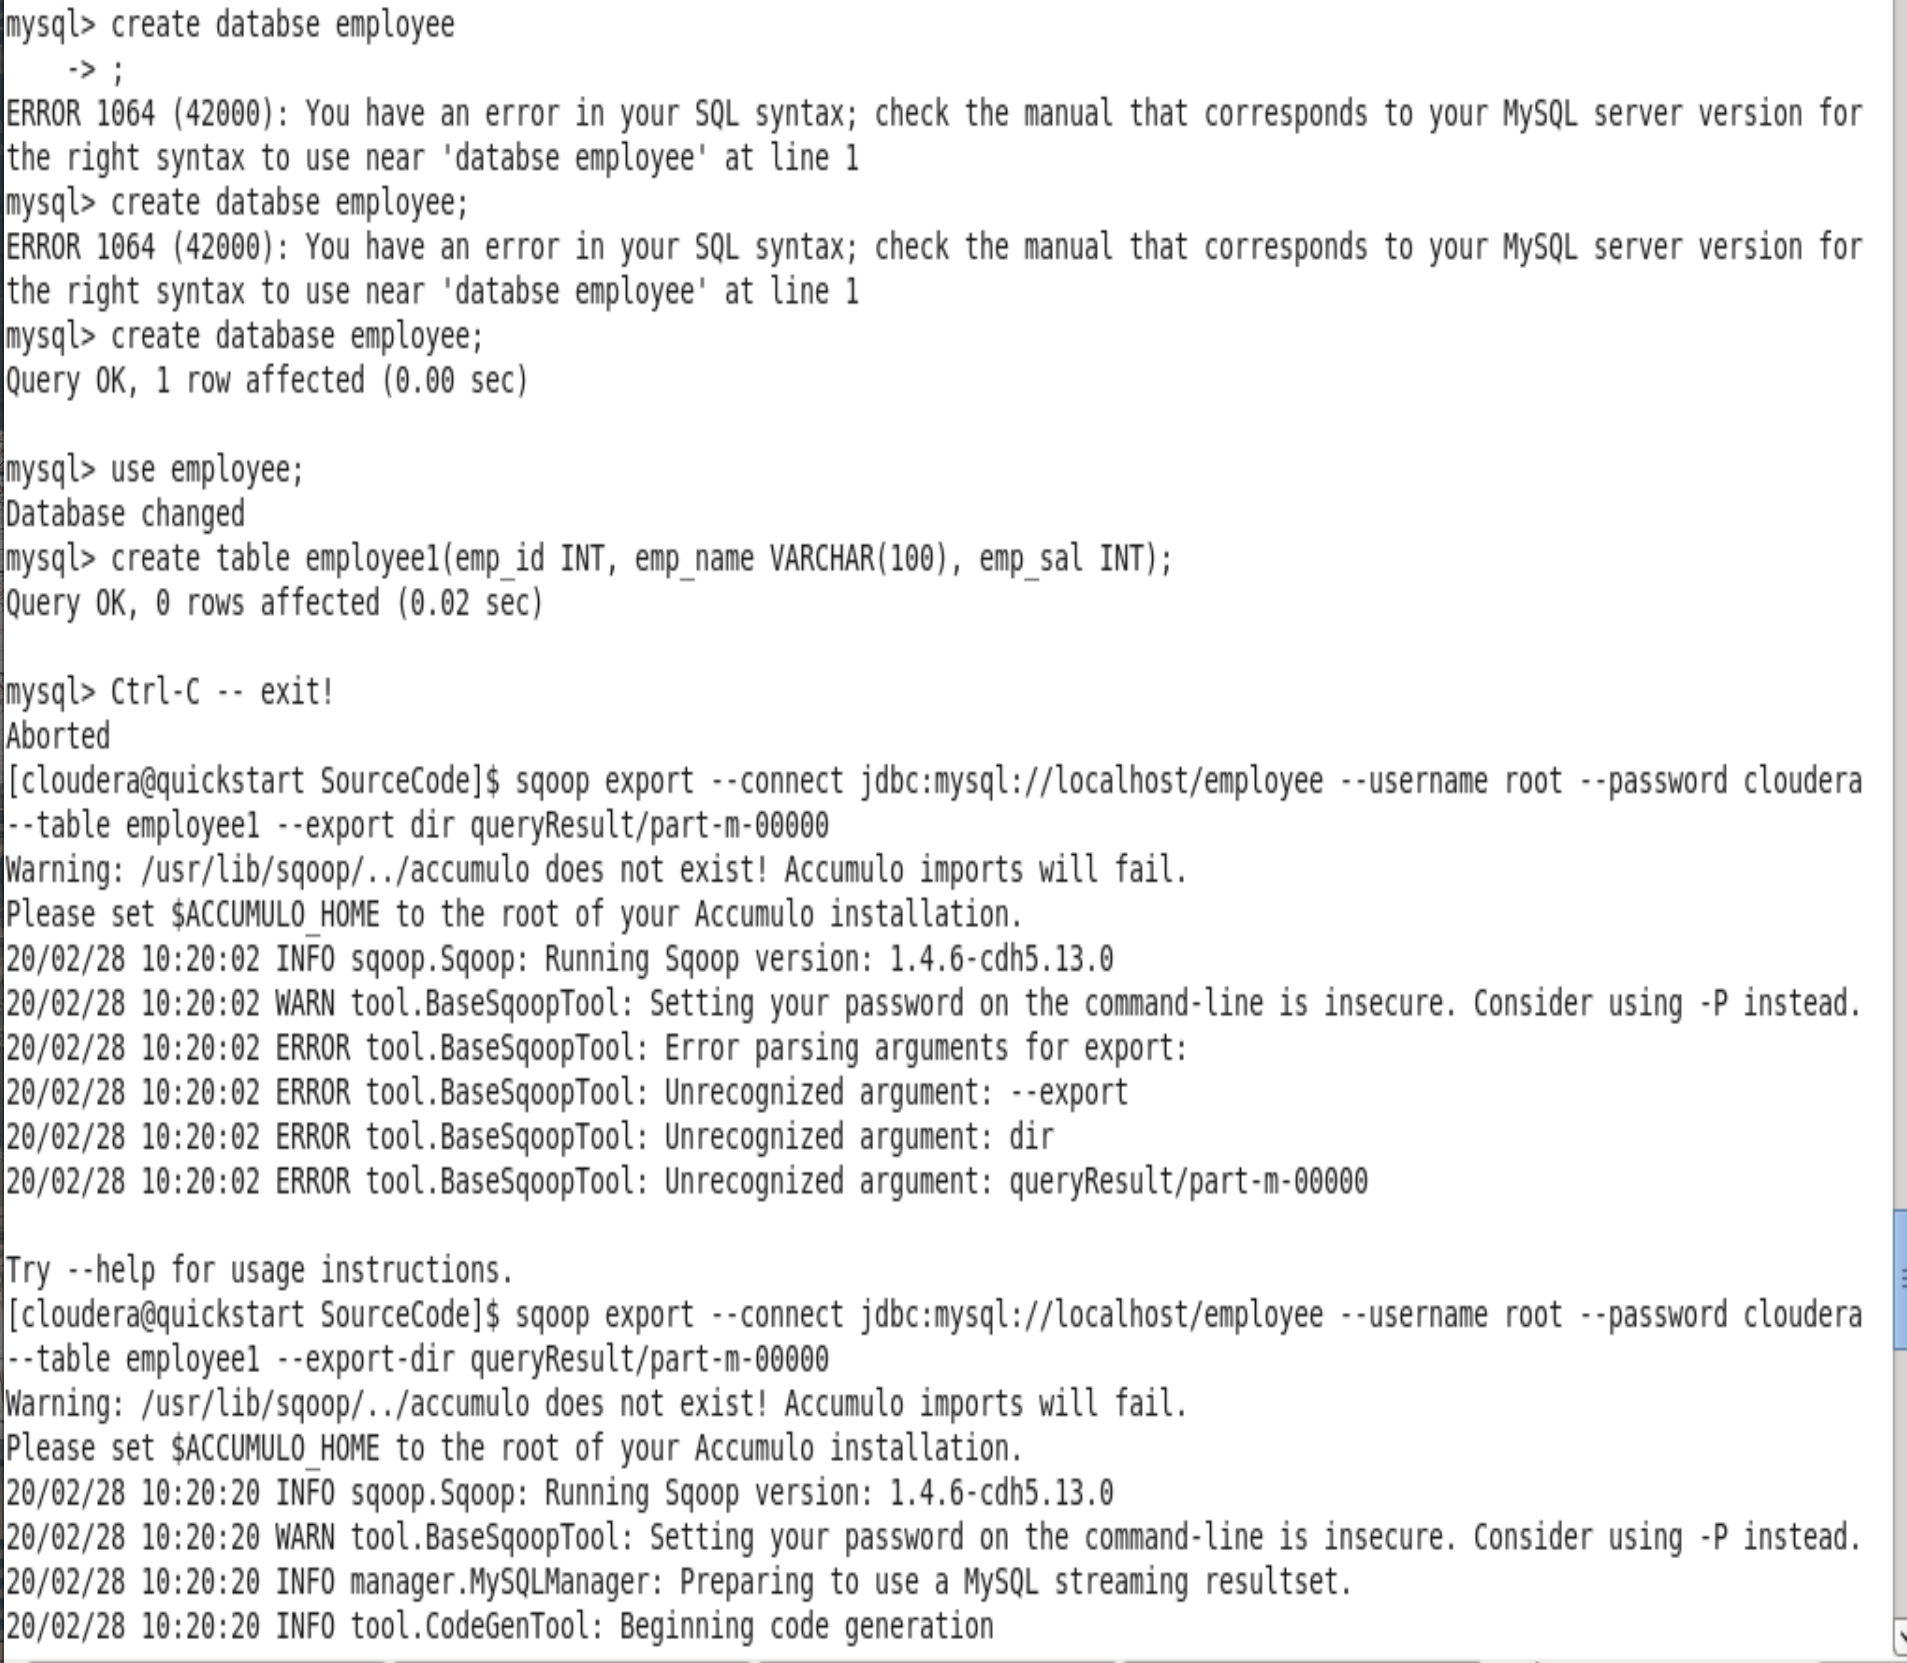 mysql> create databse employee
    -> ;
ERROR 1064 (42000): You have an error in your SQL syntax; check the manual that corresponds to your MySQL server version for
the right syntax to use near 'databse employee' at line 1
mysql> create databse employee;
ERROR 1064 (42000): You have an error in your SQL syntax; check the manual that corresponds to your MySQL server version for
the right syntax to use near 'databse employee' at line 1
mysql> create database employee;
Query OK, 1 row affected (0.00 sec)

mysql> use employee;
Database changed
mysql> create table employee1(emp_id INT, emp_name VARCHAR(100), emp_sal INT);
Query OK, 0 rows affected (0.02 sec)

mysql> Ctrl-C -- exit!
Aborted
[cloudera@quickstart SourceCode]$ sqoop export --connect jdbc:mysql://localhost/employee --username root --password cloudera
--table employee1 --export dir queryResult/part-m-00000
Warning: /usr/lib/sqoop/../accumulo does not exist! Accumulo imports will fail.
Please set $ACCUMULO_HOME to the root of your Accumulo installation.
20/02/28 10:20:02 INFO sqoop.Sqoop: Running Sqoop version: 1.4.6-cdh5.13.0
20/02/28 10:20:02 WARN tool.BaseSqoopTool: Setting your password on the command-line is insecure. Consider using -P instead.
20/02/28 10:20:02 ERROR tool.BaseSqoopTool: Error parsing arguments for export:
20/02/28 10:20:02 ERROR tool.BaseSqoopTool: Unrecognized argument: --export
20/02/28 10:20:02 ERROR tool.BaseSqoopTool: Unrecognized argument: dir
20/02/28 10:20:02 ERROR tool.BaseSqoopTool: Unrecognized argument: queryResult/part-m-00000

Try --help for usage instructions.
[cloudera@quickstart SourceCode]$ sqoop export --connect jdbc:mysql://localhost/employee --username root --password cloudera
--table employee1 --export-dir queryResult/part-m-00000
Warning: /usr/lib/sqoop/../accumulo does not exist! Accumulo imports will fail.
Please set $ACCUMULO_HOME to the root of your Accumulo installation.
20/02/28 10:20:20 INFO sqoop.Sqoop: Running Sqoop version: 1.4.6-cdh5.13.0
20/02/28 10:20:20 WARN tool.BaseSqoopTool: Setting your password on the command-line is insecure. Consider using -P instead.
20/02/28 10:20:20 INFO manager.MySQLManager: Preparing to use a MySQL streaming resultset.
20/02/28 10:20:20 INFO tool.CodeGenTool: Beginning code generation